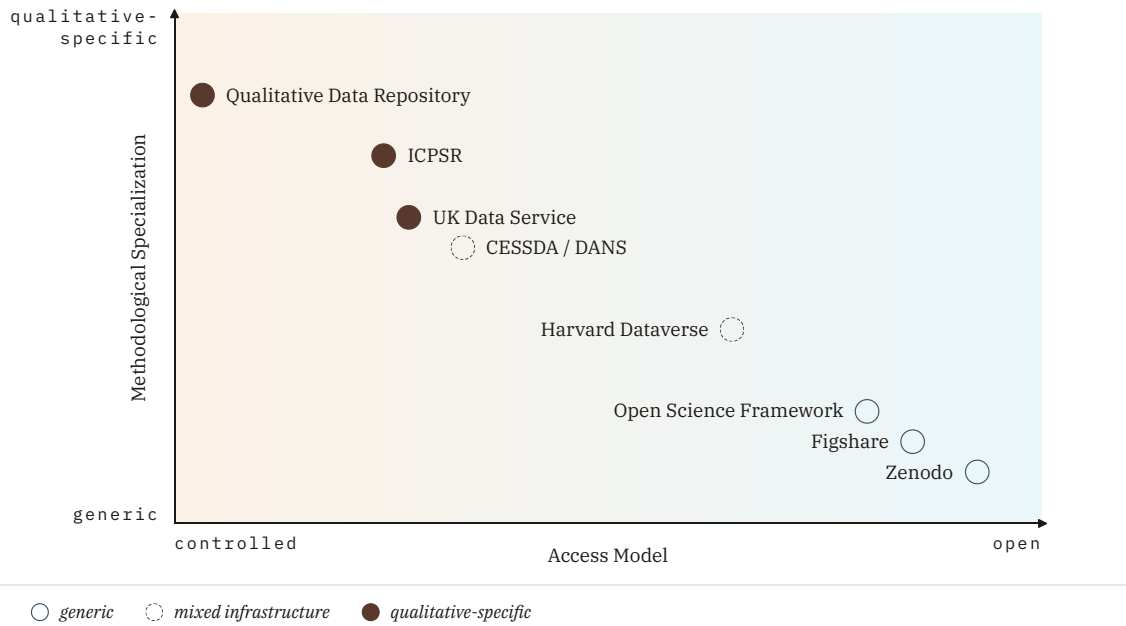 qualitative-
specific
Qualitative Data Repository
ICPSR
UK Data Service
CESSDA / DANS
Methodological Specialization
Harvard Dataverse
Open Science Framework
Figshare
Zenodo
generic
controlled
open
Access Model
generic
mixed infrastructure
qualitative-specific